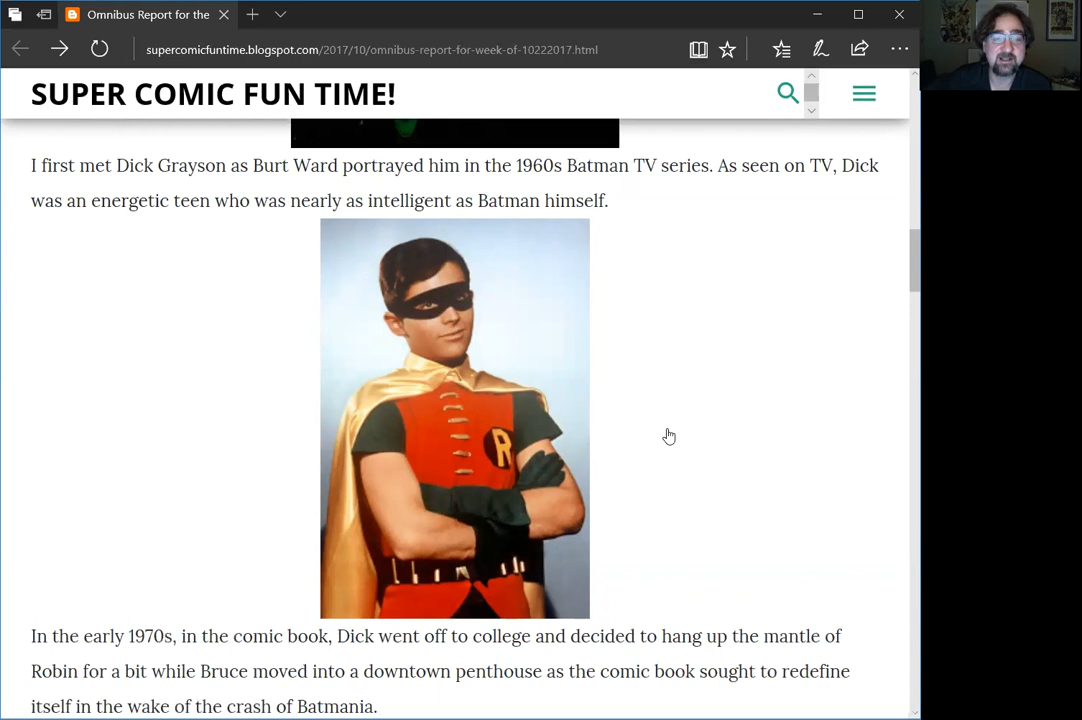 Omnibus Report for the
supercomicfuntime.blogspot.com/2017/10/omnibus-report-for-week-of-10222017.html
SUPER COMIC FUN TIME!
I first met Dick Grayson as Burt Ward portrayed him in the 1960s Batman TV series. As seen on TV, Dick
was an energetic teen who was nearly as intelligent as Batman himself.
R
In the early 1970s, in the comic book, Dick went off to college and decided to hang up the mantle of
Robin for a bit while Bruce moved into a downtown penthouse as the comic book sought to redefine
itself in the wake of the crash of Batmania.